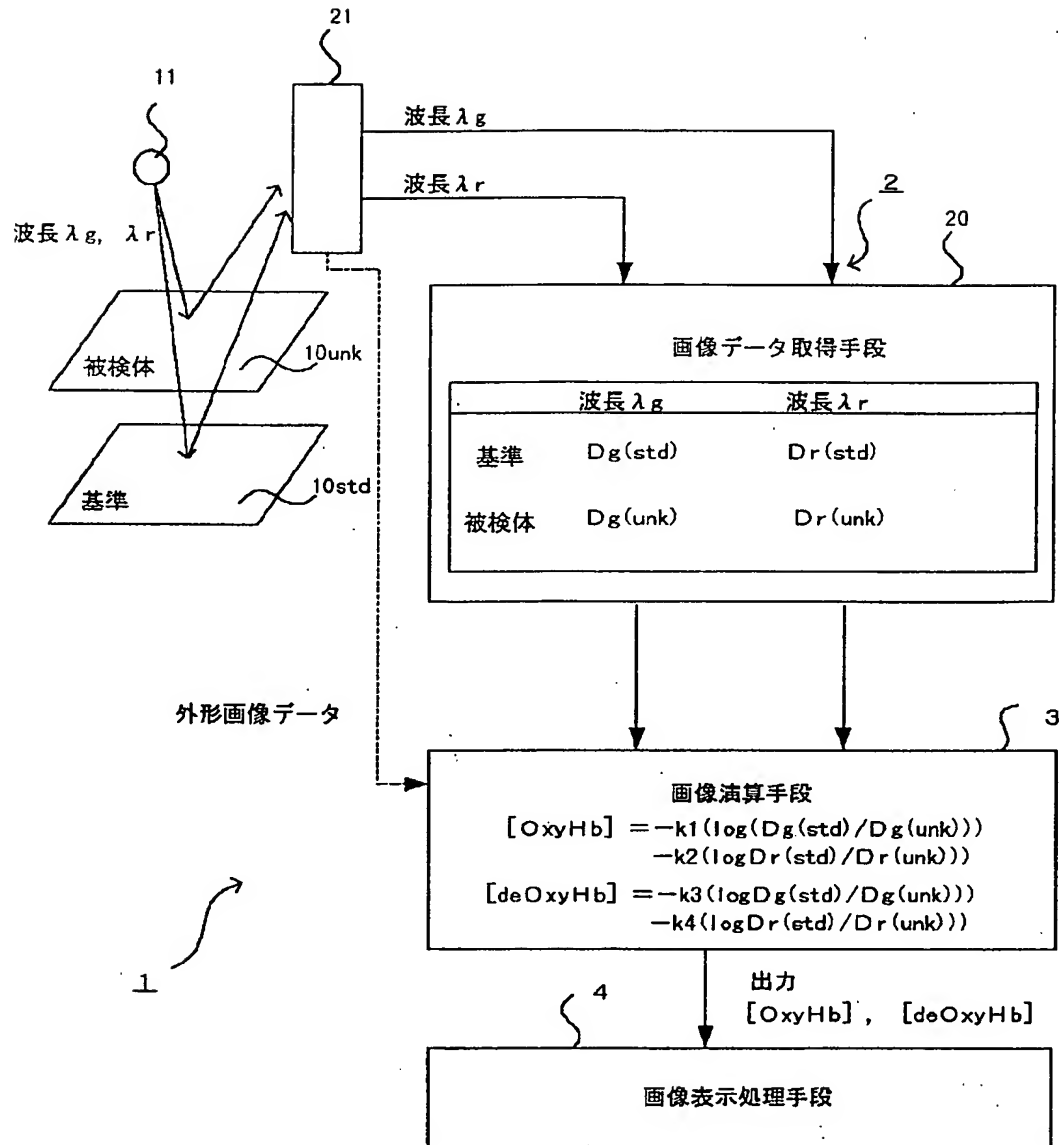 21
11
波長λg
波長λr
2
20
波長λg, λr
画像データ取得手段
被検体
10unk
波長λg 波長λr
基準 Dg(std) Dr(std)
基準
10std
被検体 Dg(unk) Dr(unk)
外形画像データ
3
画像演算手段
[OxyHb] =-k1(log(Dg(std)/Dg(unk)))
-k2(logDr(std)/Dr(unk)))
[deOxyHb] =-k3(logDg(std)/Dg(unk)))
-k4(logDr(std)/Dr(unk)))
1
出力
4
[OxyHb], [deOxyHb]
画像表示処理手段